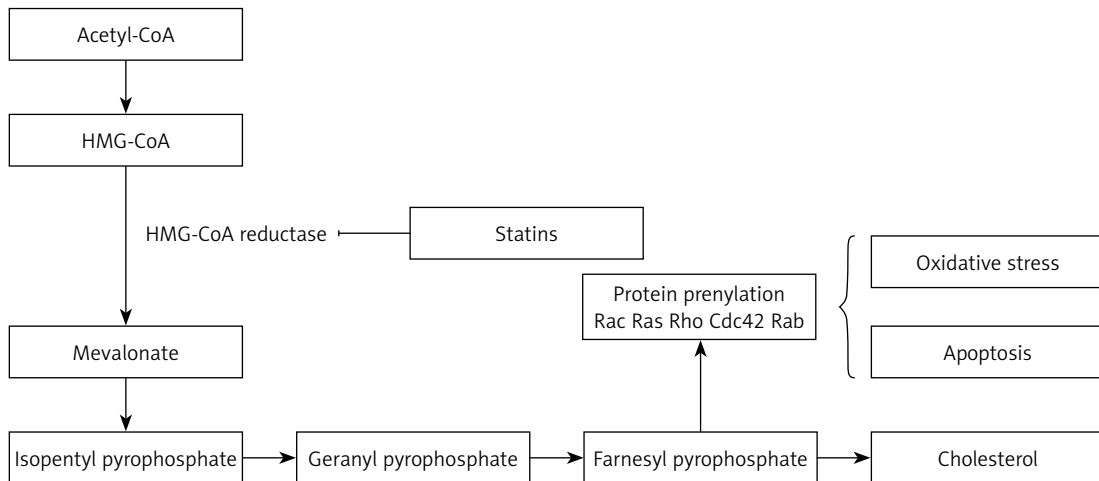 Acetyl-CoA
HMG-CoA
HMG-CoA reductase
Statins
Oxidative stress
Protein prenylation
Rac Ras Rho Cdc42 Rab
Mevalonate
Apoptosis
Isopentyl pyrophosphate
Geranyl pyrophosphate
Farnesyl pyrophosphate
Cholesterol